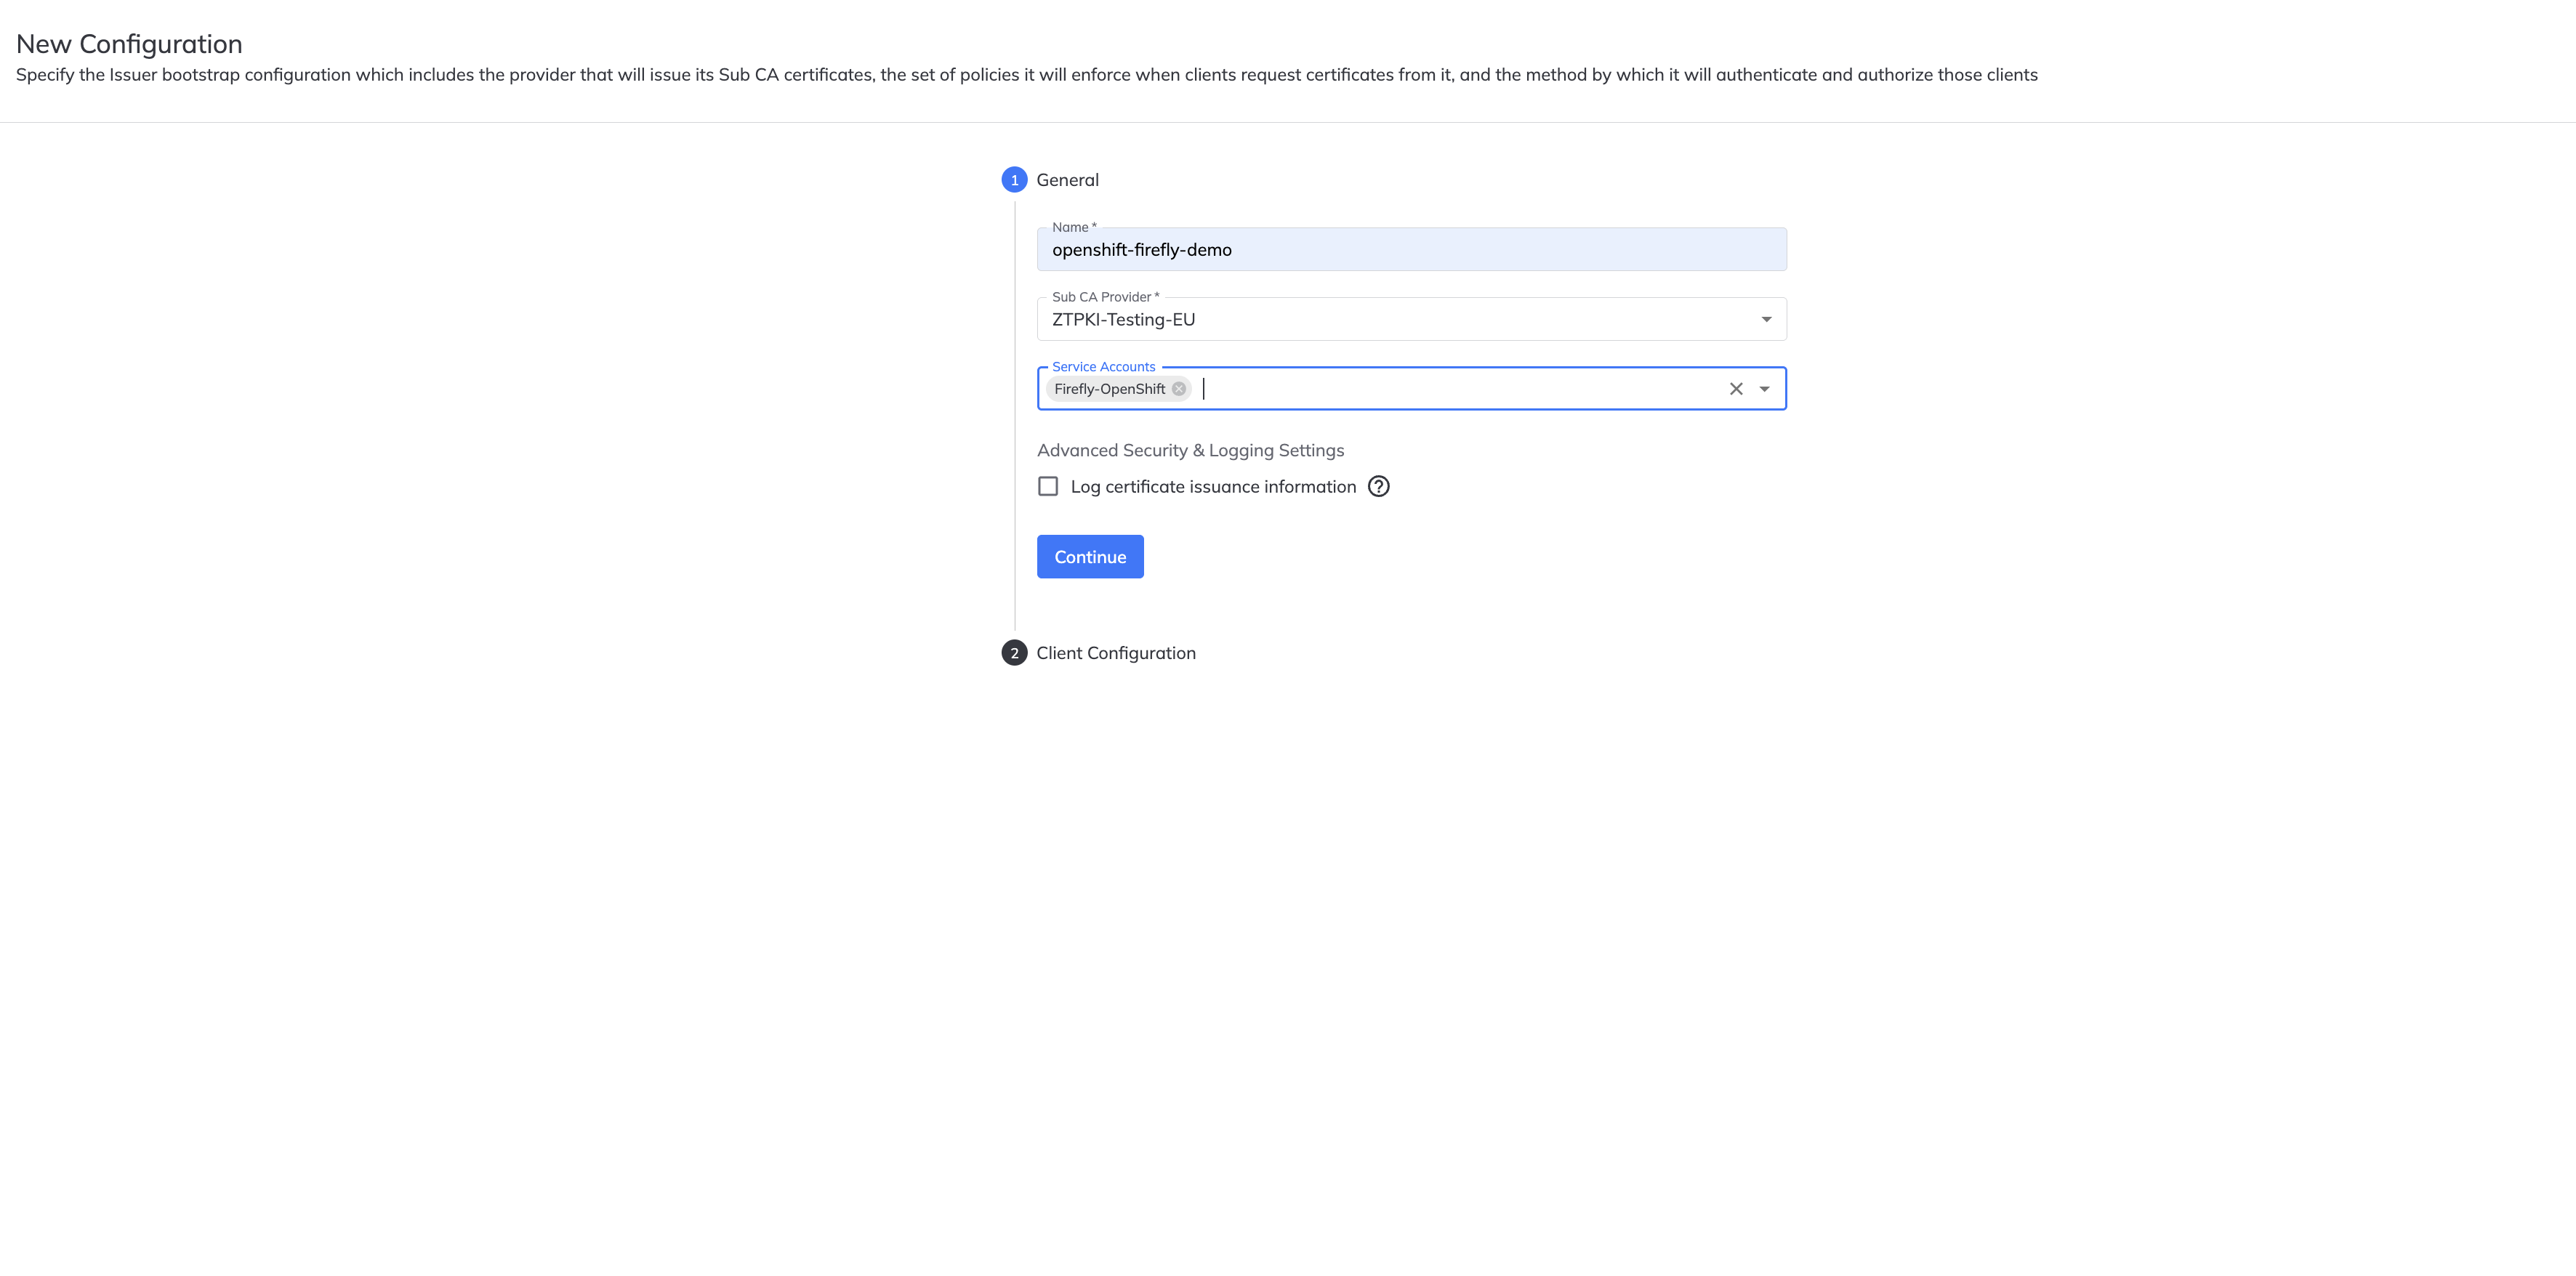 New Configuration
Specify the Issuer bootstrap configuration which includes the provider that will issue its Sub CA certificates, the set of policies it will enforce when clients request certificates from it, and the method by which it will authenticate and authorize those clients
1 General
Name *
openshift-firefly-demo
Sub CA Provider *
ZTPKI-Testing-EU
Service Accounts
Firefly-OpenShift
Advanced Security & Logging Settings
Log certificate issuance information ?
Continue
2 Client Configuration